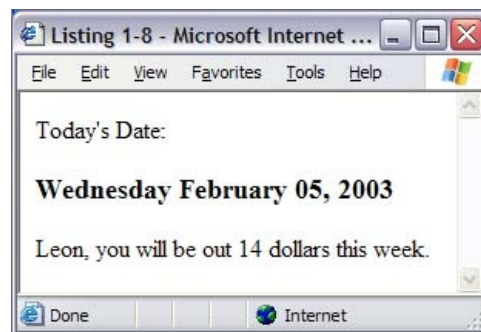 Listing 1-8 - Microsoft Internet ...
File Edit View Favorites Tools Help
Today's Date:
Wednesday February 05, 2003
Leon, you will be out 14 dollars this week.
Done Internet